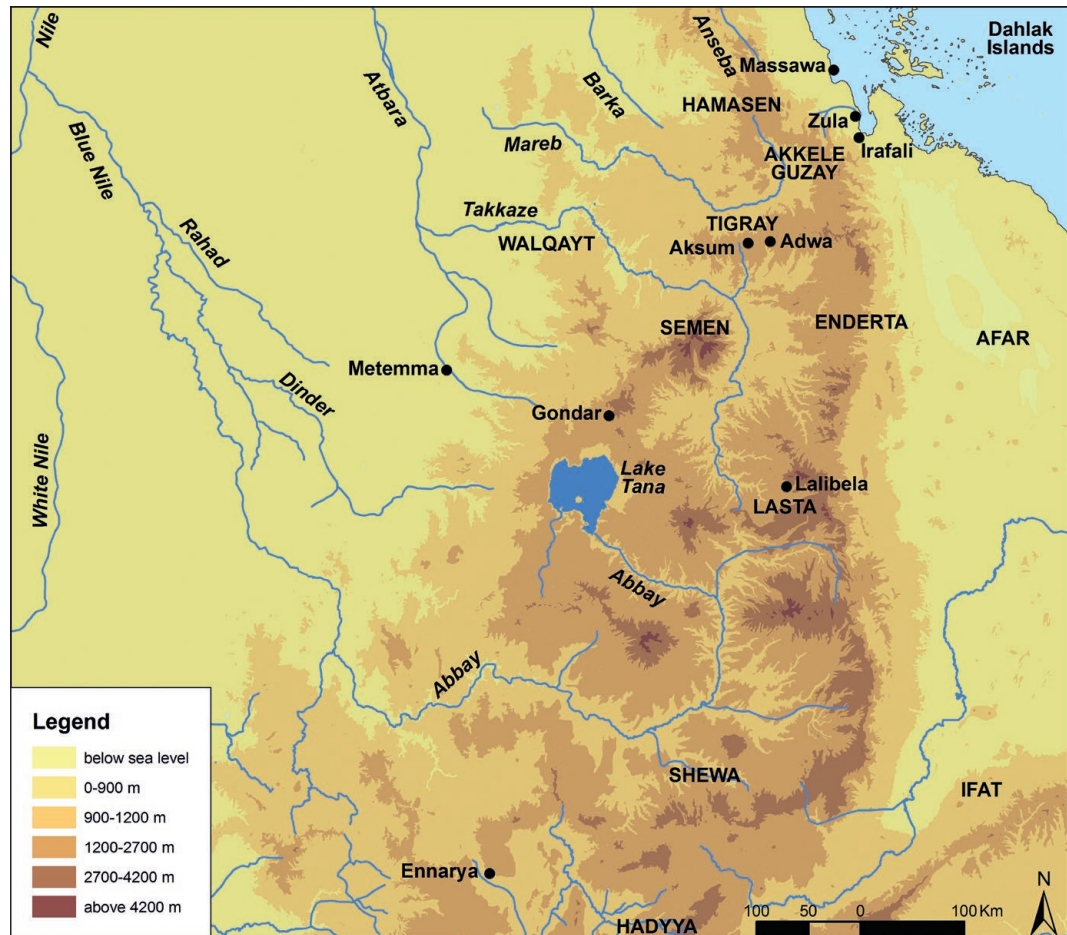 Nile
Dahlak
Islands
Anseba
Massawa
Atbara
Barka
HAMASEN
Zula
Blue Nile
Mareb
Irafali
AKKELE
GUZAY
Rahad
Takkaze
TIGRAY
WALQAYT
Aksum
Adwa
SEMEN
ENDERTA
AFAR
Metemma
Dinder
Gondar
White Nile
Lake
Tana
Lalibela
LASTA
Abbay
Abbay
SHEWA
IFAT
Ennarya
HADYYA
Legend
below sea level
0-900 m
900-1200 m
1200-2700 m
2700-4200 m
above 4200 m
N
100 0 100 Km